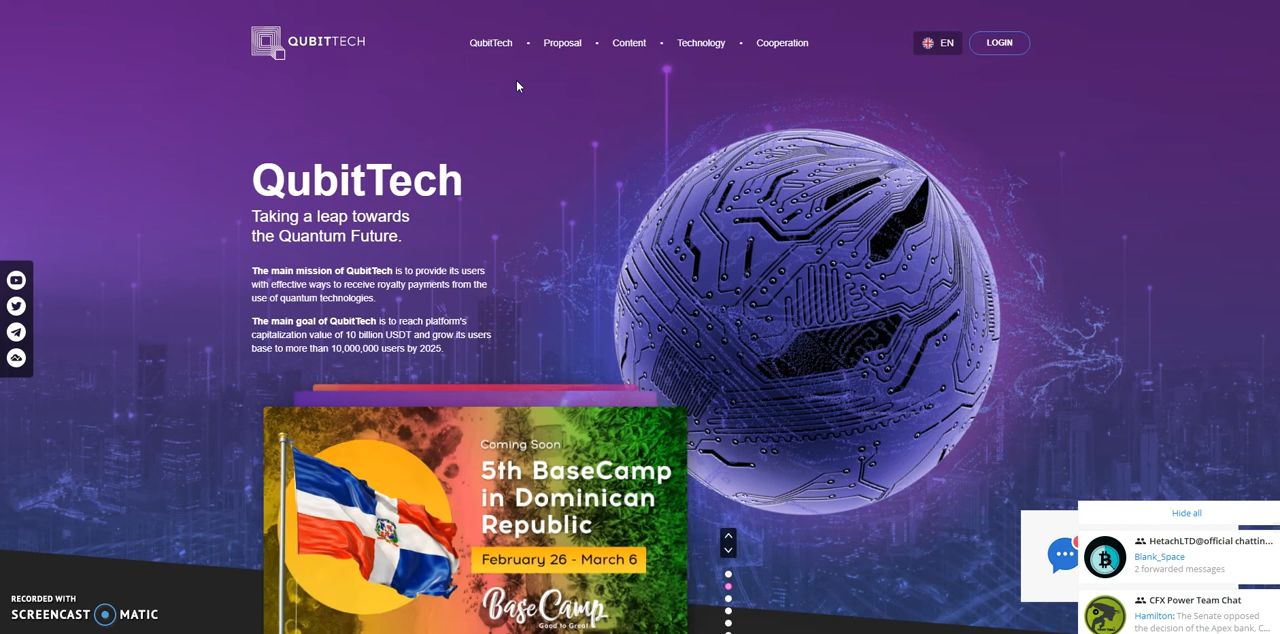 QUBITTECH
QubitTech
Proposal
Content
Technology
Cooperation
EN
LOGIN
QubitTech
Taking a leap towards
the Quantum Future.
The main mission of QubitTech is to provide its users
with effective ways to receive royalty payments from the
use of quantum technologies.
The main goal of QubitTech is to reach platform's
capitalization value of 10 billion USDT and grow its users
base to more than 10,000,000 users by 2025.
Coming Soon
5th BaseCamp
in Dominican
Republic
February 26 - March 6
BaseCamp
Good to Great
Hide all
HetachLTD@official chattin...
Blank_Space
2 forwarded messages
CFX Power Team Chat
Hamilton: The Senate opposed
the decision of the Apex bank, C...
RECORDED WITH
SCREENCAST MATIC